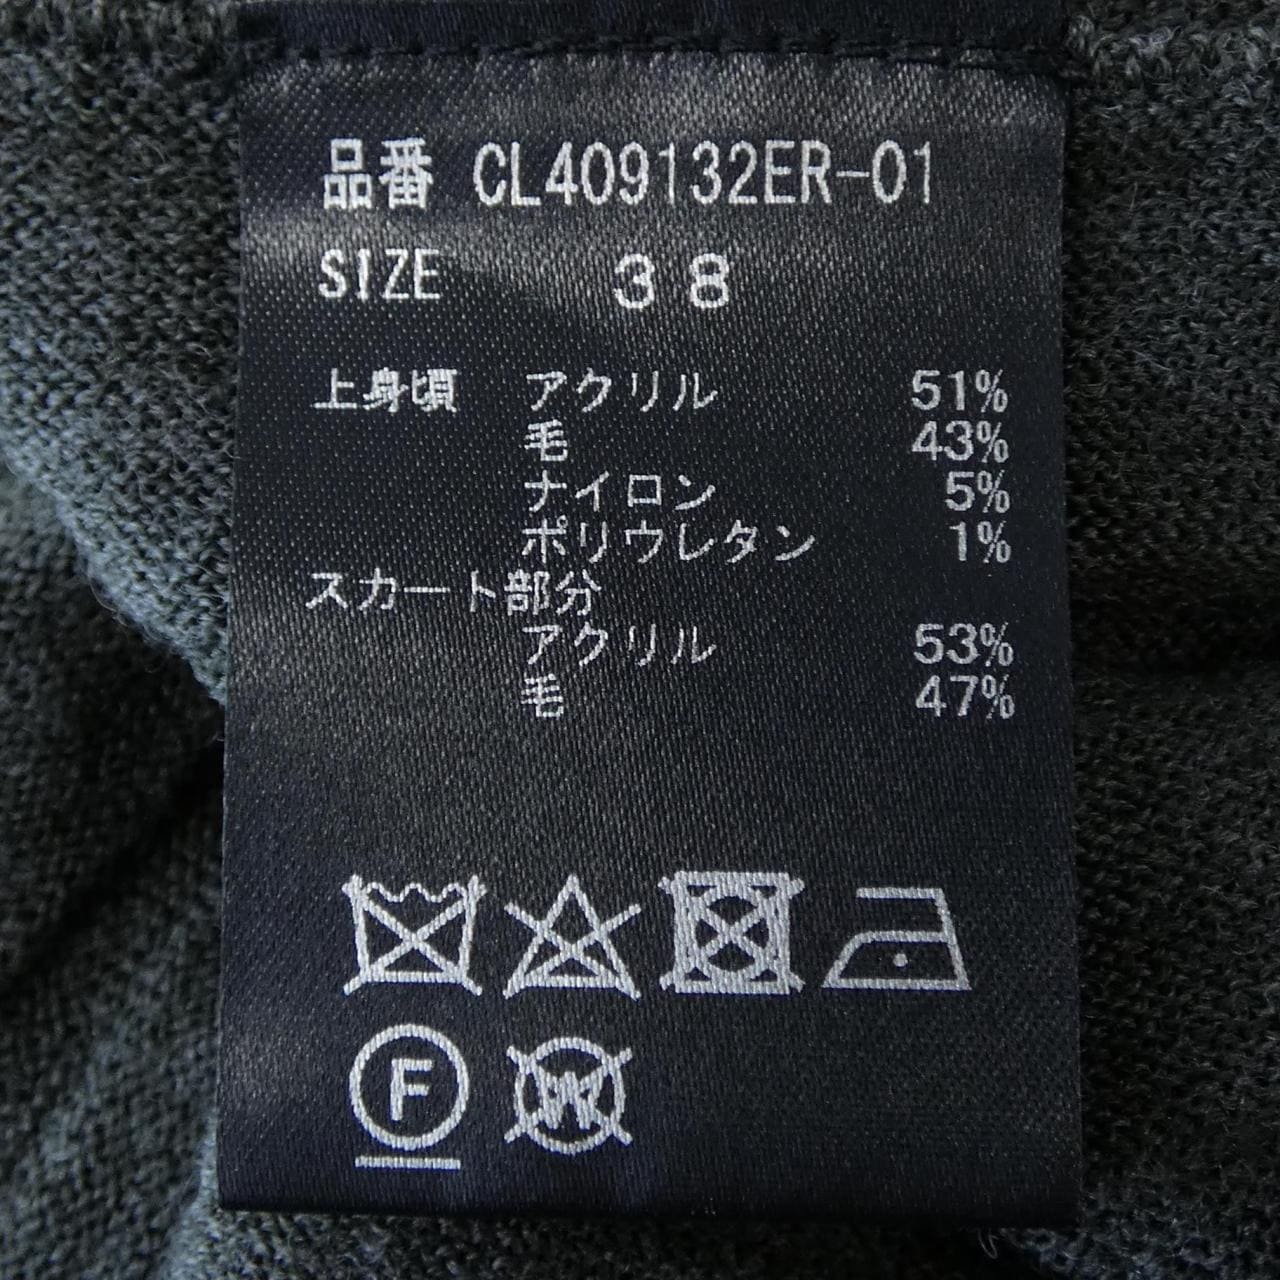 品番 CL409132ER-01
SIZE 38
上身頃 アクリル 51%
毛 43%
ナイロン 5%
ポリウレタン 1%
スカート部分
アクリル 53%
毛 47%
F W